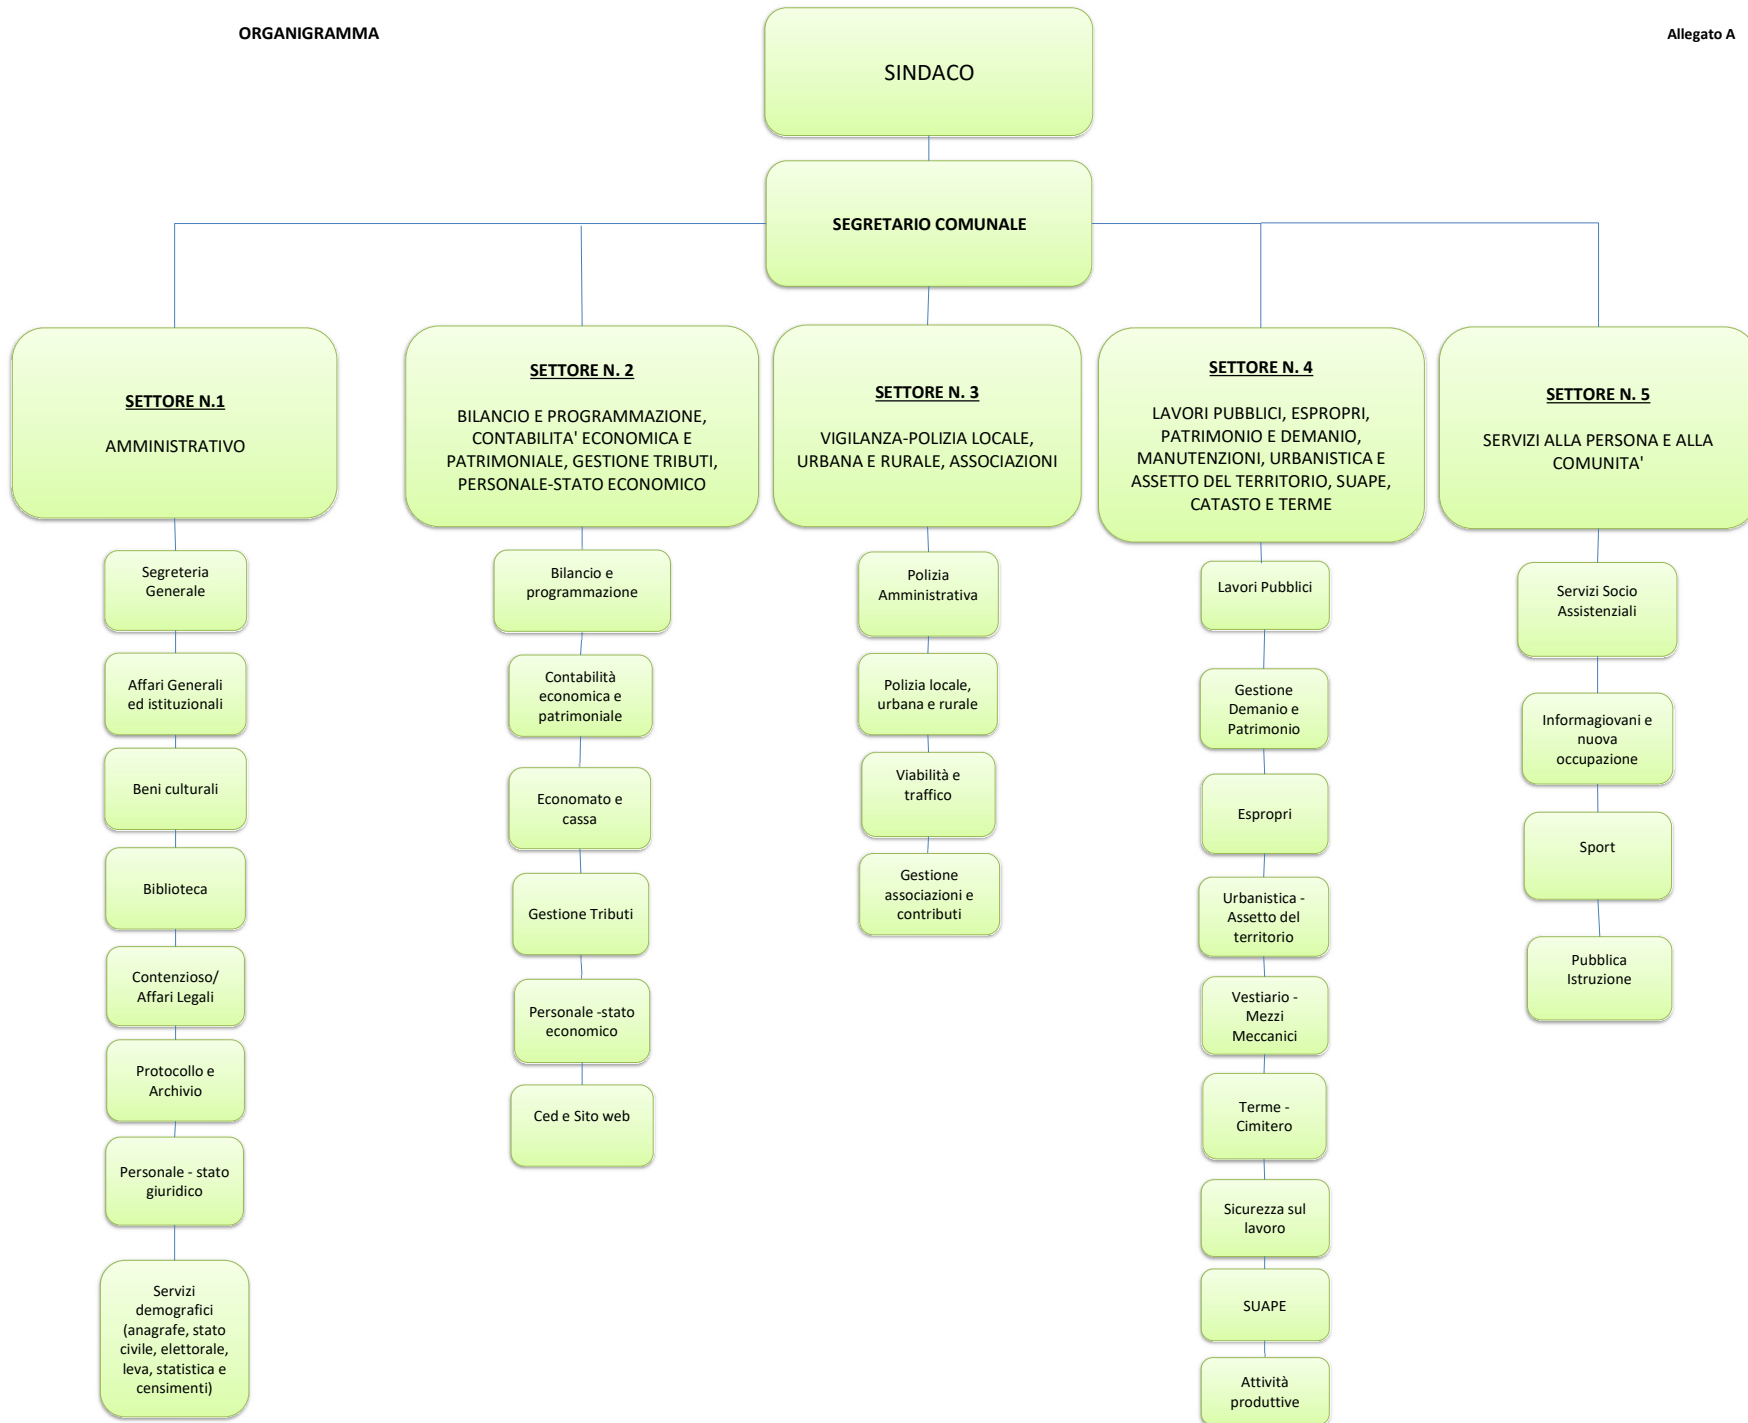 ORGANIGRAMMA
Allegato A
SINDACO
SEGRETARIO COMUNALE
SETTORE N.1
AMMINISTRATIVO
SETTORE N. 2
BILANCIO E PROGRAMMAZIONE,
CONTABILITA' ECONOMICA E
PATRIMONIALE, GESTIONE TRIBUTI,
PERSONALE-STATO ECONOMICO
SETTORE N. 3
VIGILANZA-POLIZIA LOCALE,
URBANA E RURALE, ASSOCIAZIONI
SETTORE N. 4
LAVORI PUBBLICI, ESPROPRI,
PATRIMONIO E DEMANIO,
MANUTENZIONI, URBANISTICA E
ASSETTO DEL TERRITORIO, SUAPE,
CATASTO E TERME
SETTORE N. 5
SERVIZI ALLA PERSONA E ALLA
COMUNITA'
Segreteria
Generale
Affari Generali
ed istituzionali
Beni culturali
Biblioteca
Contenzioso/
Affari Legali
Protocollo e
Archivio
Personale - stato
giuridico
Servizi
demografici
(anagrafe, stato
civile, elettorale,
leva, statistica e
censimenti)
Bilancio e
programmazione
Contabilità
economica e
patrimoniale
Economato e
cassa
Gestione Tributi
Personale -stato
economico
Ced e Sito web
Polizia
Amministrativa
Polizia locale,
urbana e rurale
Viabilità e
traffico
Gestione
associazioni e
contributi
Lavori Pubblici
Gestione
Demanio e
Patrimonio
Espropri
Urbanistica -
Assetto del
territorio
Vestiario -
Mezzi
Meccanici
Terme -
Cimitero
Sicurezza sul
lavoro
SUAPE
Attività
produttive
Servizi Socio
Assistenziali
Informagiovani e
nuova
occupazione
Sport
Pubblica
Istruzione